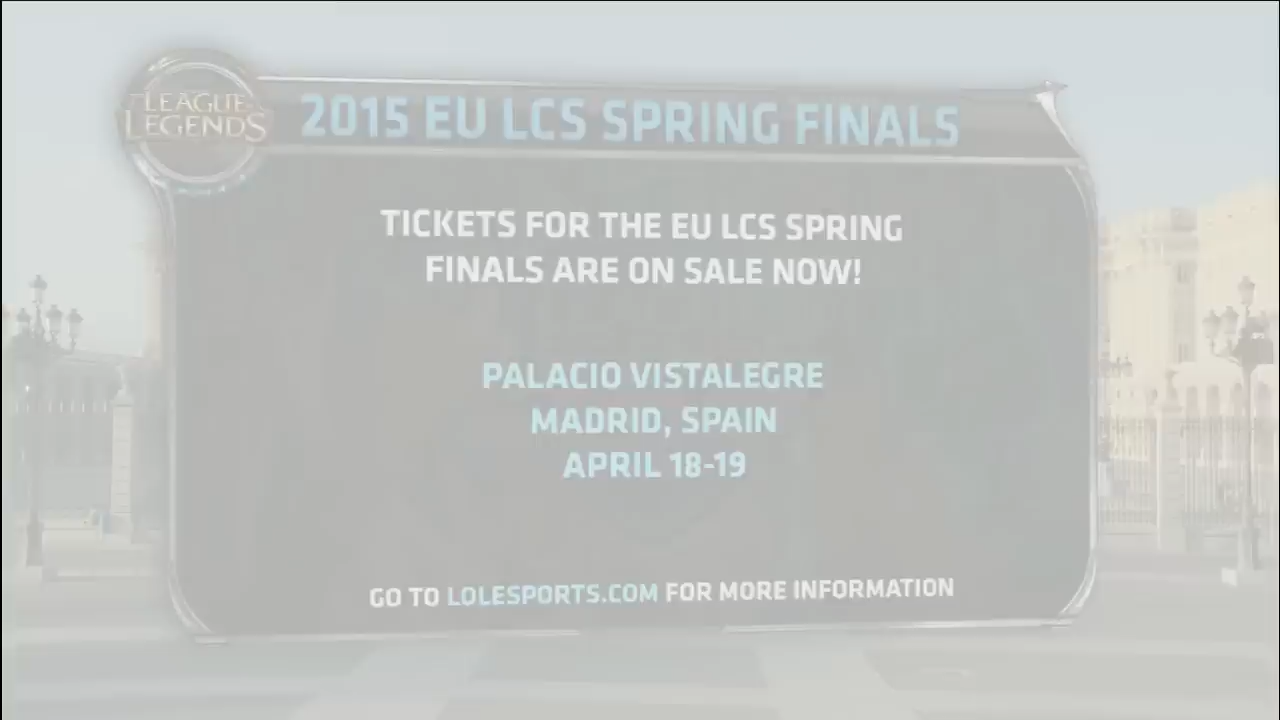 LEAGUE
LEGENDS
2015 EU LCS SPRING FINALS
TICKETS FOR THE EU LCS SPRING
FINALS ARE ON SALE NOW!
PALACIO VISTALEGRE
MADRID, SPAIN
APRIL 18-19
GO TO LOLESPORTS.COM FOR MORE INFORMATION